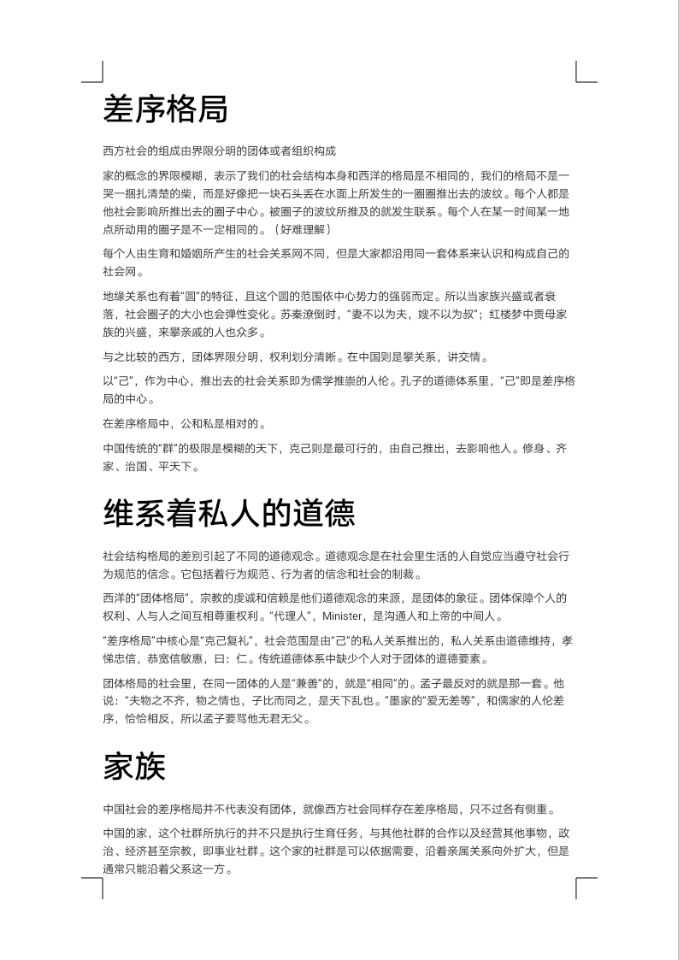 差序格局
西方社会的组成由界限分明的团体或者组织构成
家的概念的界限模糊，表示了我们的社会结构本身和西洋的格局是不相同的，我们的格局不是一
哭一捆扎清楚的柴，而是好像把一块石头丢在水面上所发生的一圈圈推出去的波纹。每个人都是
他社会影响所推出去的圈子中心。被圈子的波纹所推及的就发生联系。每个人在某一时间某一地
点所动用的圈子是不一定相同的。（好难理解）
每个人由生育和婚姻所产生的社会关系网不同，但是大家都沿用同一套体系来认识和构成自己的
社会网。
地缘关系也有着“圆”的特征，且这个圆的范围依中心势力的强弱而定。所以当家族兴盛或者衰
落，社会圈子的大小也会弹性变化。苏秦潦倒时，“妻不以为夫，嫂不以为叔”；红楼梦中贾母家
族的兴盛，来攀亲戚的人也众多。
与之比较的西方，团体界限分明，权利划分清晰。在中国则是攀关系，讲交情。
以“己”，作为中心，推出去的社会关系即为儒学推崇的人伦。孔子的道德体系里，“己”即是差序格
局的中心。
在差序格局中，公和私是相对的。
中国传统的“群”的极限是模糊的天下，克己则是最可行的，由自己推出，去影响他人。修身、齐
家、治国、平天下。
维系着私人的道德
社会结构格局的差别引起了不同的道德观念。道德观念是在社会里生活的人自觉应当遵守社会行
为规范的信念。它包括着行为规范、行为者的信念和社会的制裁。
西洋的“团体格局”，宗教的虔诚和信赖是他们道德观念的来源，是团体的象征。团体保障个人的
权利、人与人之间互相尊重权利。“代理人”，Minister，是沟通人和上帝的中间人。
“差序格局”中核心是“克己复礼”，社会范围是由“己”的私人关系推出的，私人关系由道德维持，孝
悌忠信，恭宽信敏惠，曰：仁。传统道德体系中缺少个人对于团体的道德要素。
团体格局的社会里，在同一团体的人是“兼善”的，就是“相同”的。孟子最反对的就是那一套。他
说：“夫物之不齐，物之情也，子比而同之，是天下乱也。”墨家的“爱无差等”，和儒家的人伦差
序，恰恰相反，所以孟子要骂他无君无父。
家族
中国社会的差序格局并不代表没有团体，就像西方社会同样存在差序格局，只不过各有侧重。
中国的家，这个社群所执行的并不只是执行生育任务，与其他社群的合作以及经营其他事物，政
治、经济甚至宗教，即事业社群。这个家的社群是可以依据需要，沿着亲属关系向外扩大，但是
通常只能沿着父系这一方。